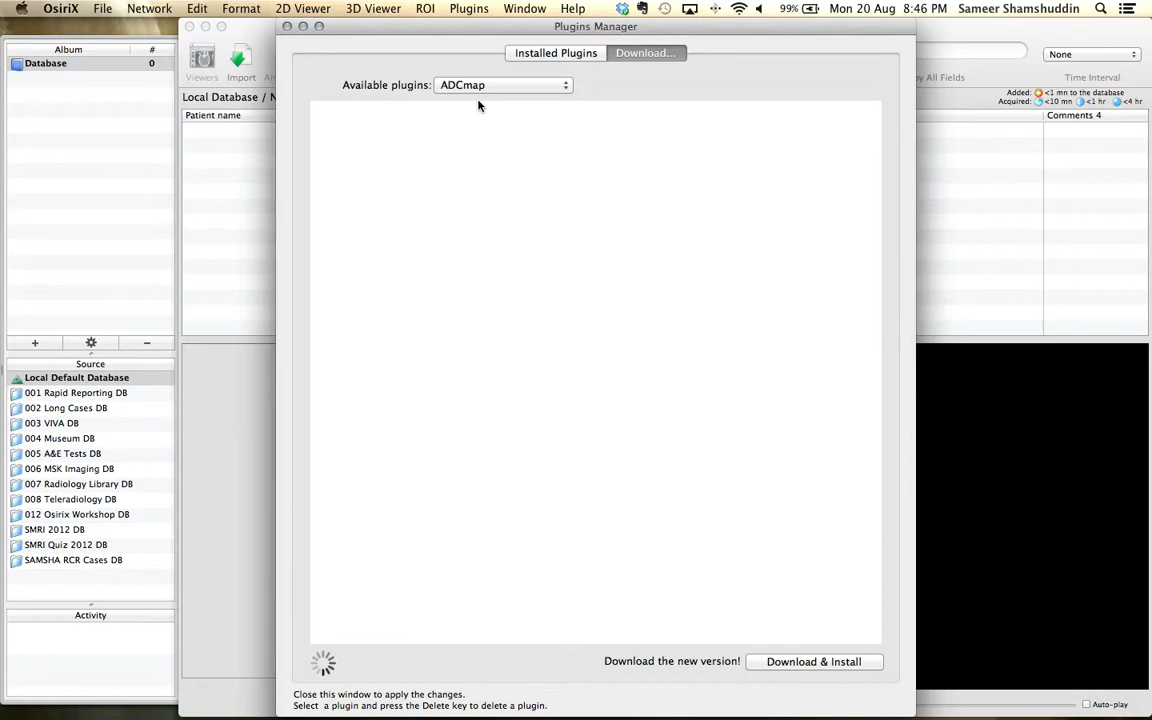 OsiriX File Network Edit Format 2D Viewer 3D Viewer ROI Plugins Window Help 99% Mon 20 Aug 8:46 PM Sameer Shamshuddin
Plugins Manager
Album #
Database 0
Viewers Import
Installed Plugins Download...
None
by All Fields Time Interval
Available plugins: ADCmap
Local Database / N
Added: <1 mn to the database
Acquired: <10 mn <1 hr <4 hr
Patient name
Comments 4
+ −
Source
Local Default Database
001 Rapid Reporting DB
002 Long Cases DB
003 VIVA DB
004 Museum DB
005 A&E Tests DB
006 MSK Imaging DB
007 Radiology Library DB
008 Teleradiology DB
012 Osirix Workshop DB
SMRI 2012 DB
SMRI Quiz 2012 DB
SAMSHA RCR Cases DB
Activity
Download the new version! Download & Install
Close this window to apply the changes.
Select a plugin and press the Delete key to delete a plugin.
Auto-play